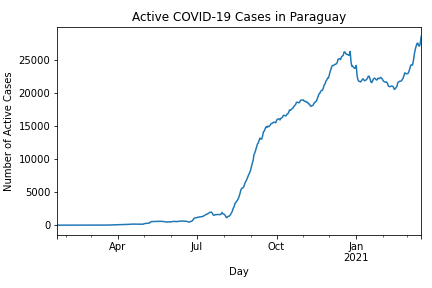 Active COVID-19 Cases in Paraguay
Number of Active Cases
25000
20000
15000
10000
5000
0
Apr
Jul
Oct
Jan
2021
Day